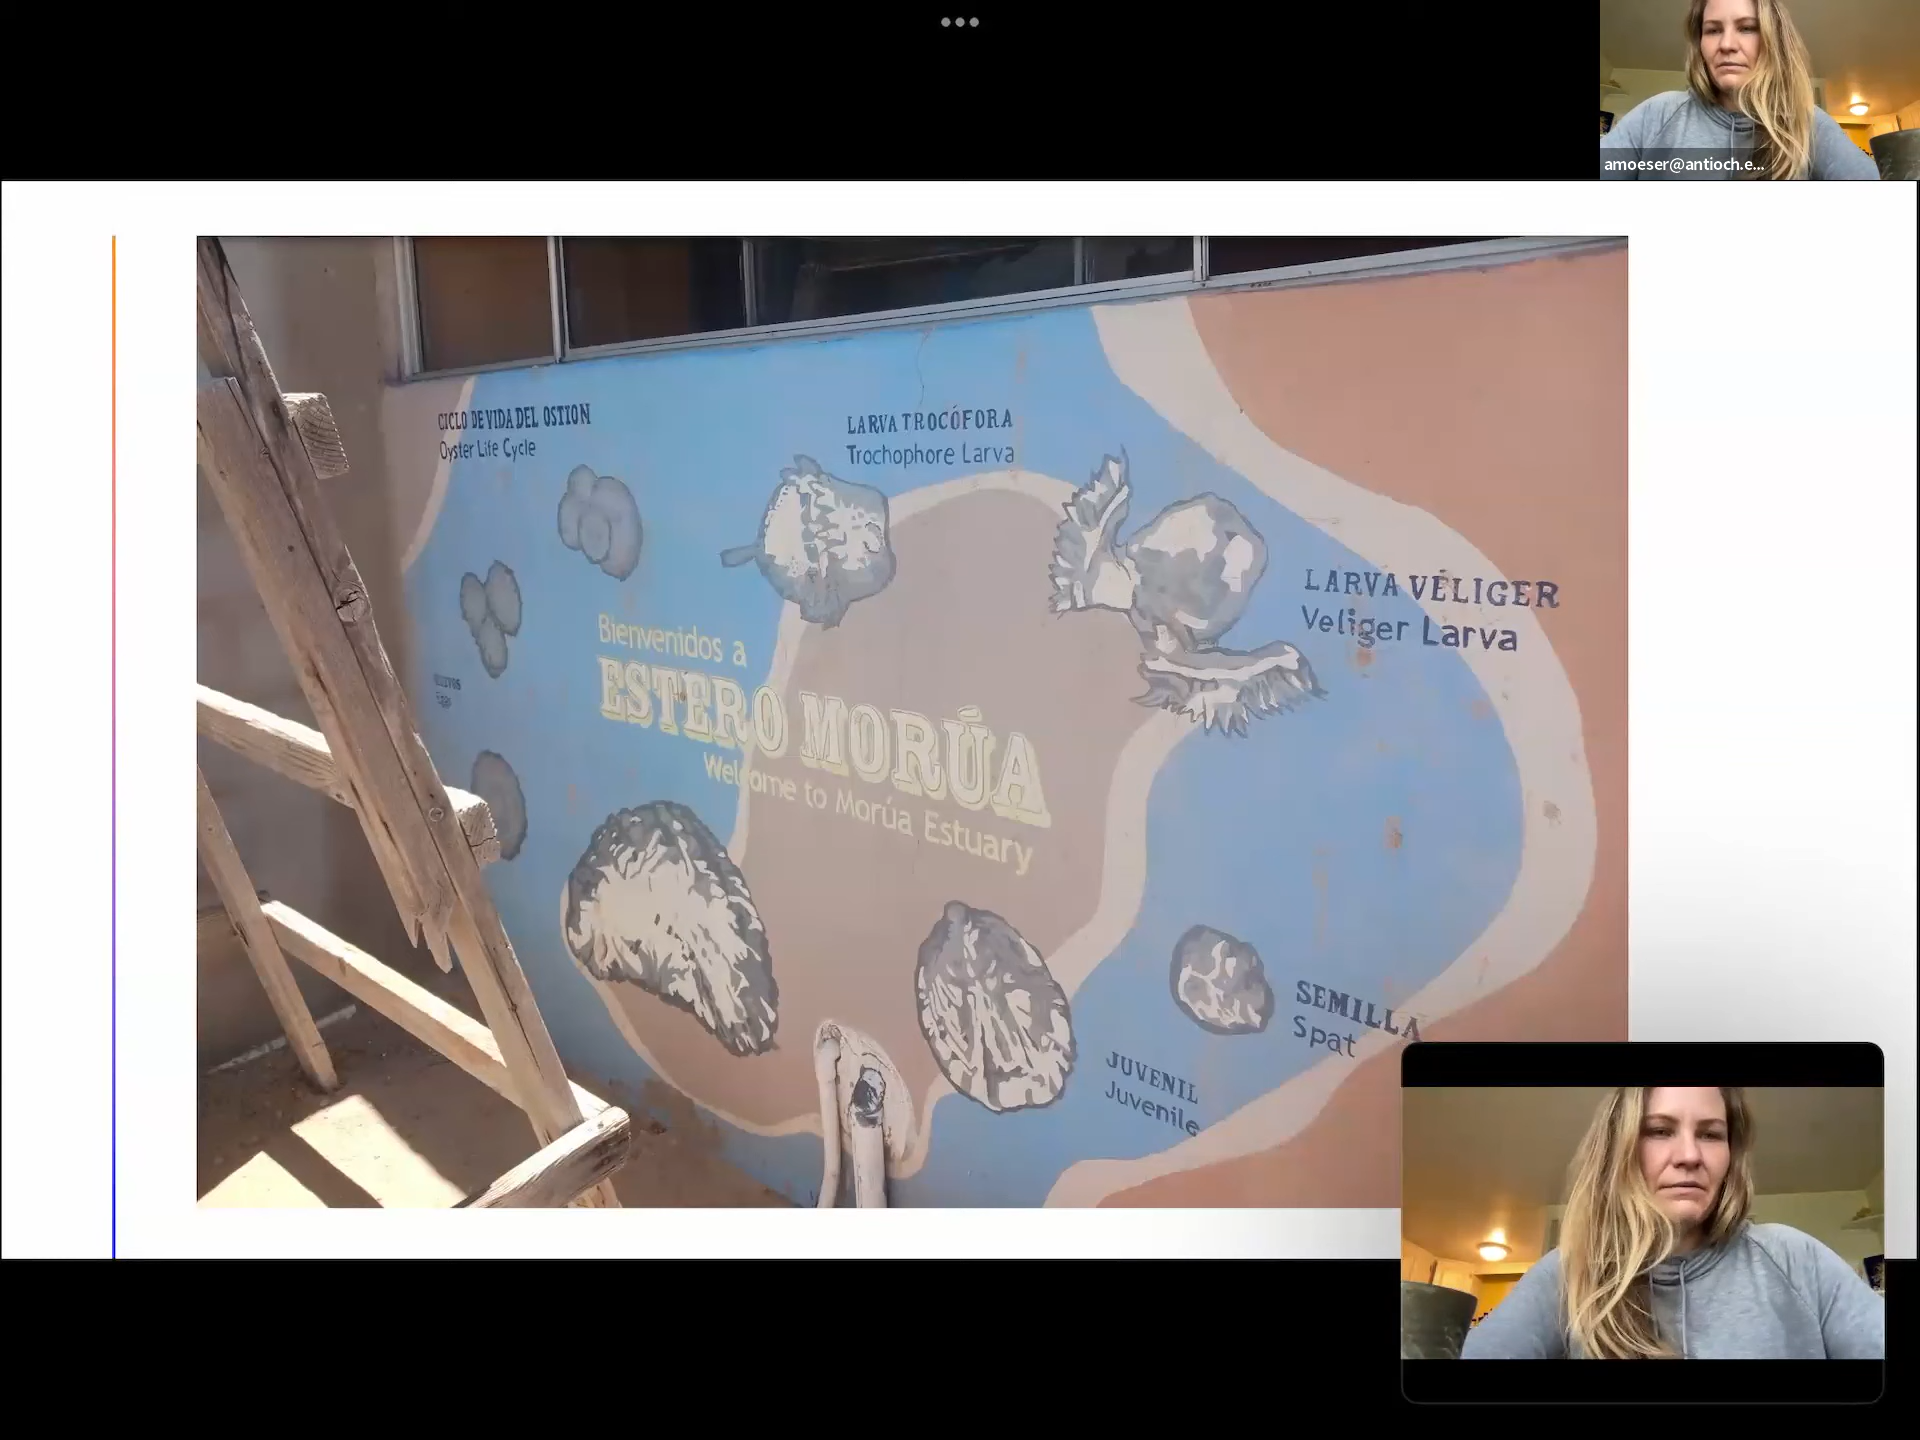 amoeser@antioch.e...
CICLO DE VIDA DEL OSTION
Oyster Life Cycle
LARVA TROCÓFORA
Trochophore Larva
LARVA VÉLIGER
Veliger Larva
Bienvenidos a
ESTERO MORÚA
Welcome to Morúa Estuary
SEMILLA
Spat
JUVENIL
Juvenile